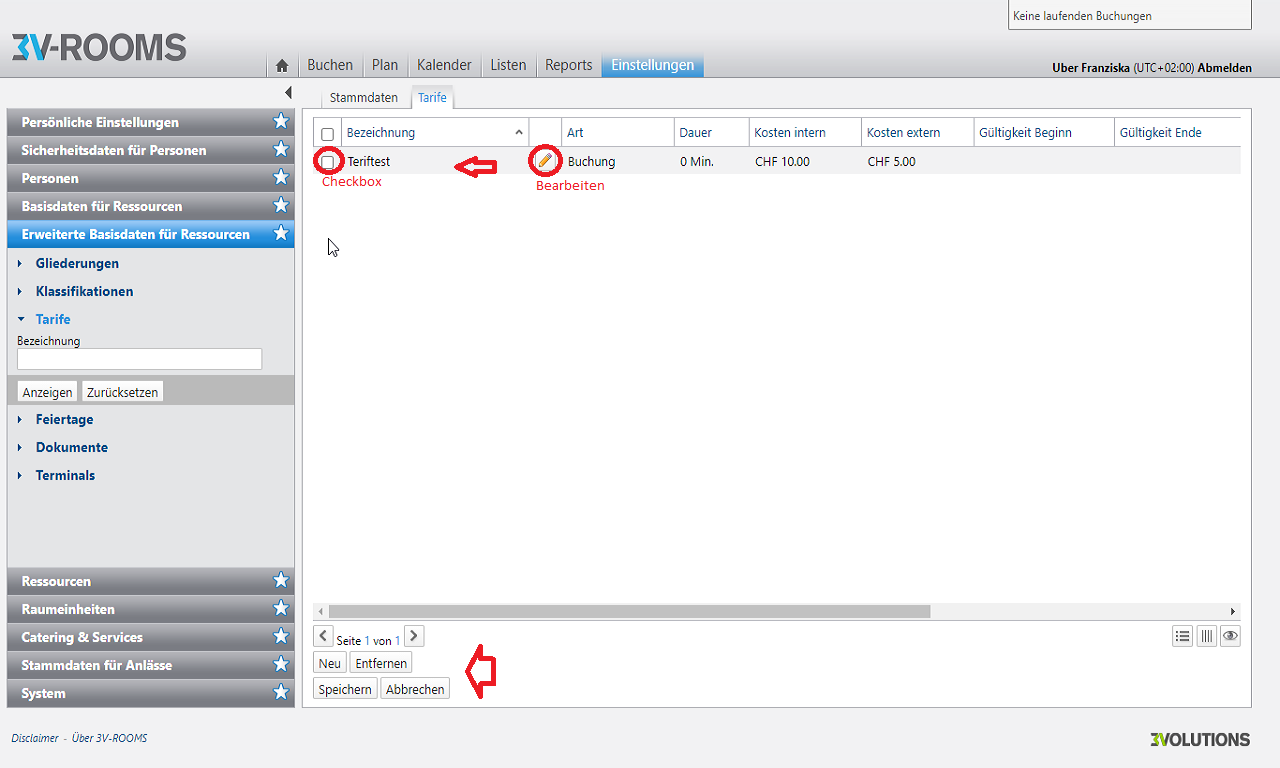 Keine laufenden Buchungen
3V-ROOMS
Buchen Plan Kalender Listen Reports Einstellungen
Uber Franziska (UTC+02:00) Abmelden
Stammdaten Tarife
Persönliche Einstellungen
Sicherheitsdaten für Personen
Personen
Basisdaten für Ressourcen
Erweiterte Basisdaten für Ressourcen
Gliederungen
Klassifikationen
Tarife
Bezeichnung
Anzeigen Zurücksetzen
Feiertage
Dokumente
Terminals
Ressourcen
Raumeinheiten
Catering & Services
Stammdaten für Anlässe
System
Bezeichnung Art Dauer Kosten intern Kosten extern Gültigkeit Beginn Gültigkeit Ende
Teriftest Buchung 0 Min. CHF 10.00 CHF 5.00
Checkbox Bearbeiten
Seite 1 von 1
Neu Entfernen
Speichern Abbrechen
Disclaimer - Über 3V-ROOMS
3VOLUTIONS